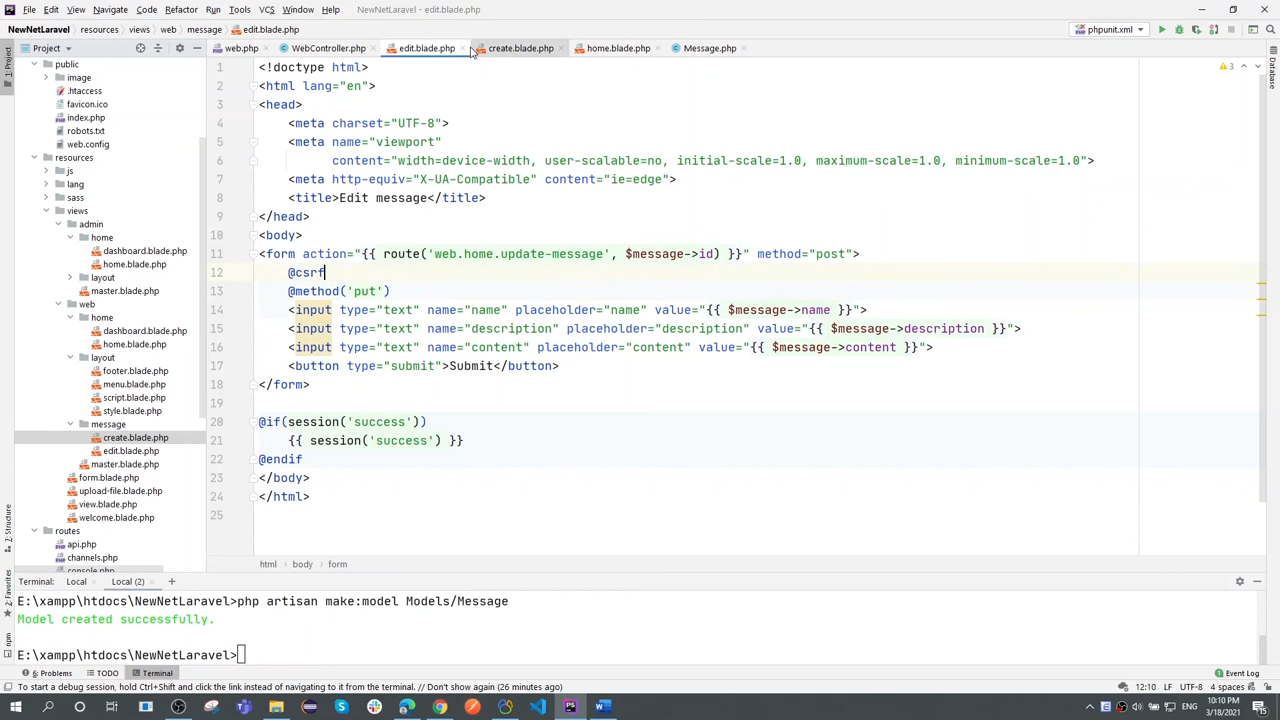 File Edit View Navigate Code Refactor Run Tools VCS Window Help NewNetLaravel - edit.blade.php
NewNetLaravel resources views web message edit.blade.php phpunit.xml
Project web.php WebController.php edit.blade.php create.blade.php home.blade.php Message.php
1: Project
Database
public
image
.htaccess
favicon.ico
index.php
robots.txt
web.config
resources
js
lang
sass
views
admin
home
dashboard.blade.php
home.blade.php
layout
master.blade.php
web
home
dashboard.blade.php
home.blade.php
layout
footer.blade.php
menu.blade.php
script.blade.php
style.blade.php
message
create.blade.php
edit.blade.php
master.blade.php
form.blade.php
upload-file.blade.php
view.blade.php
welcome.blade.php
routes
api.php
channels.php
console.php
3
1 <!doctype html>
2 <html lang="en">
3 <head>
4 <meta charset="UTF-8">
5 <meta name="viewport"
6 content="width=device-width, user-scalable=no, initial-scale=1.0, maximum-scale=1.0, minimum-scale=1.0">
7 <meta http-equiv="X-UA-Compatible" content="ie=edge">
8 <title>Edit message</title>
9 </head>
10 <body>
11 <form action="{{ route('web.home.update-message', $message->id) }}" method="post">
12 @csrf
13 @method('put')
14 <input type="text" name="name" placeholder="name" value="{{ $message->name }}">
15 <input type="text" name="description" placeholder="description" value="{{ $message->description }}">
16 <input type="text" name="content" placeholder="content" value="{{ $message->content }}">
17 <button type="submit">Submit</button>
18 </form>
19
20 @if(session('success'))
21 {{ session('success') }}
22 @endif
23 </body>
24 </html>
25
html body form
7: Structure
2: Favorites
npm
Terminal: Local Local (2)
E:\xampp\htdocs\NewNetLaravel>php artisan make:model Models/Message
Model created successfully.
E:\xampp\htdocs\NewNetLaravel>
6: Problems TODO Terminal Event Log
To start a debug session, hold Ctrl+Shift and click the link instead of navigating to it from the terminal. // Don't show again (26 minutes ago) 12:10 LF UTF-8 4 spaces
10:10 PM
3/18/2021
15